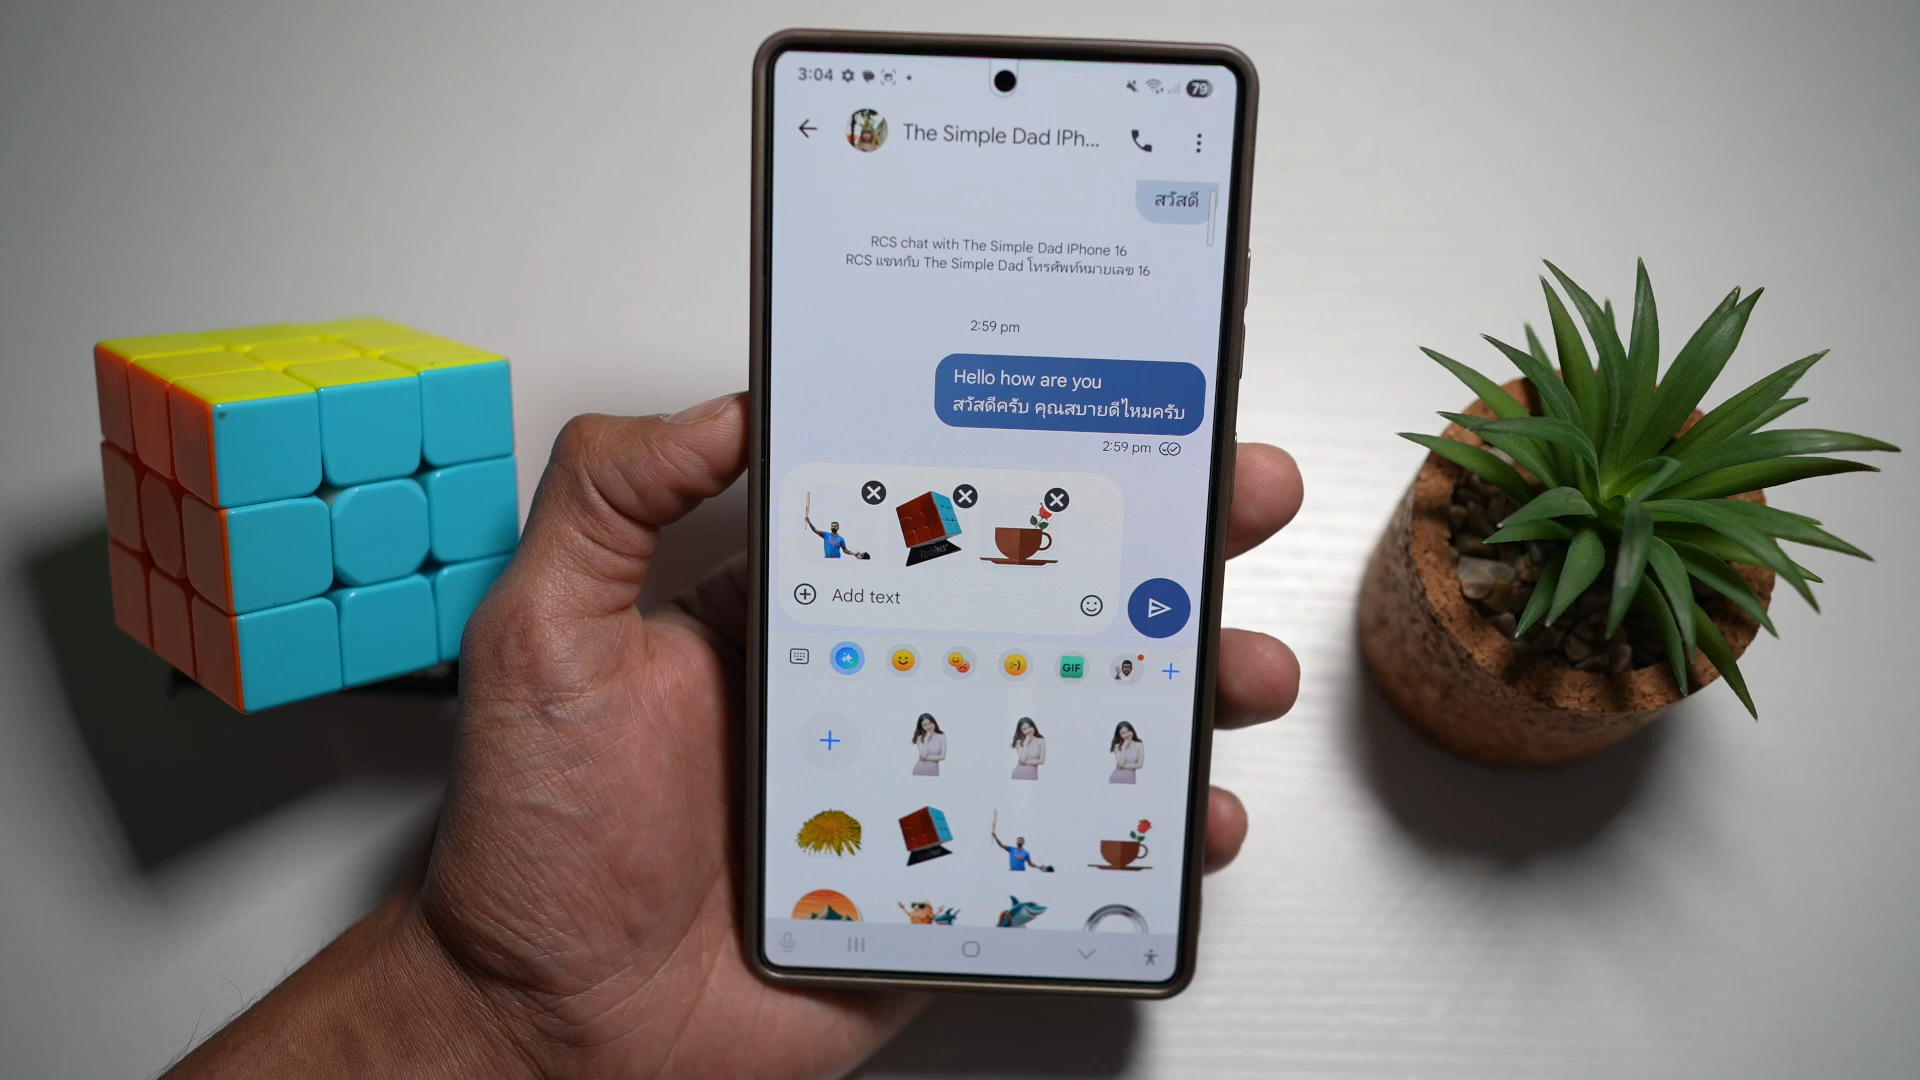 3:04
79
The Simple Dad IPh...
สวัสดี
RCS chat with The Simple Dad IPhone 16
RCS แชทกับ The Simple Dad โทรศัพท์หมายเลข 16
2:59 pm
Hello how are you
สวัสดีครับ คุณสบายดีไหมครับ
2:59 pm
Add text
:-)
GIF